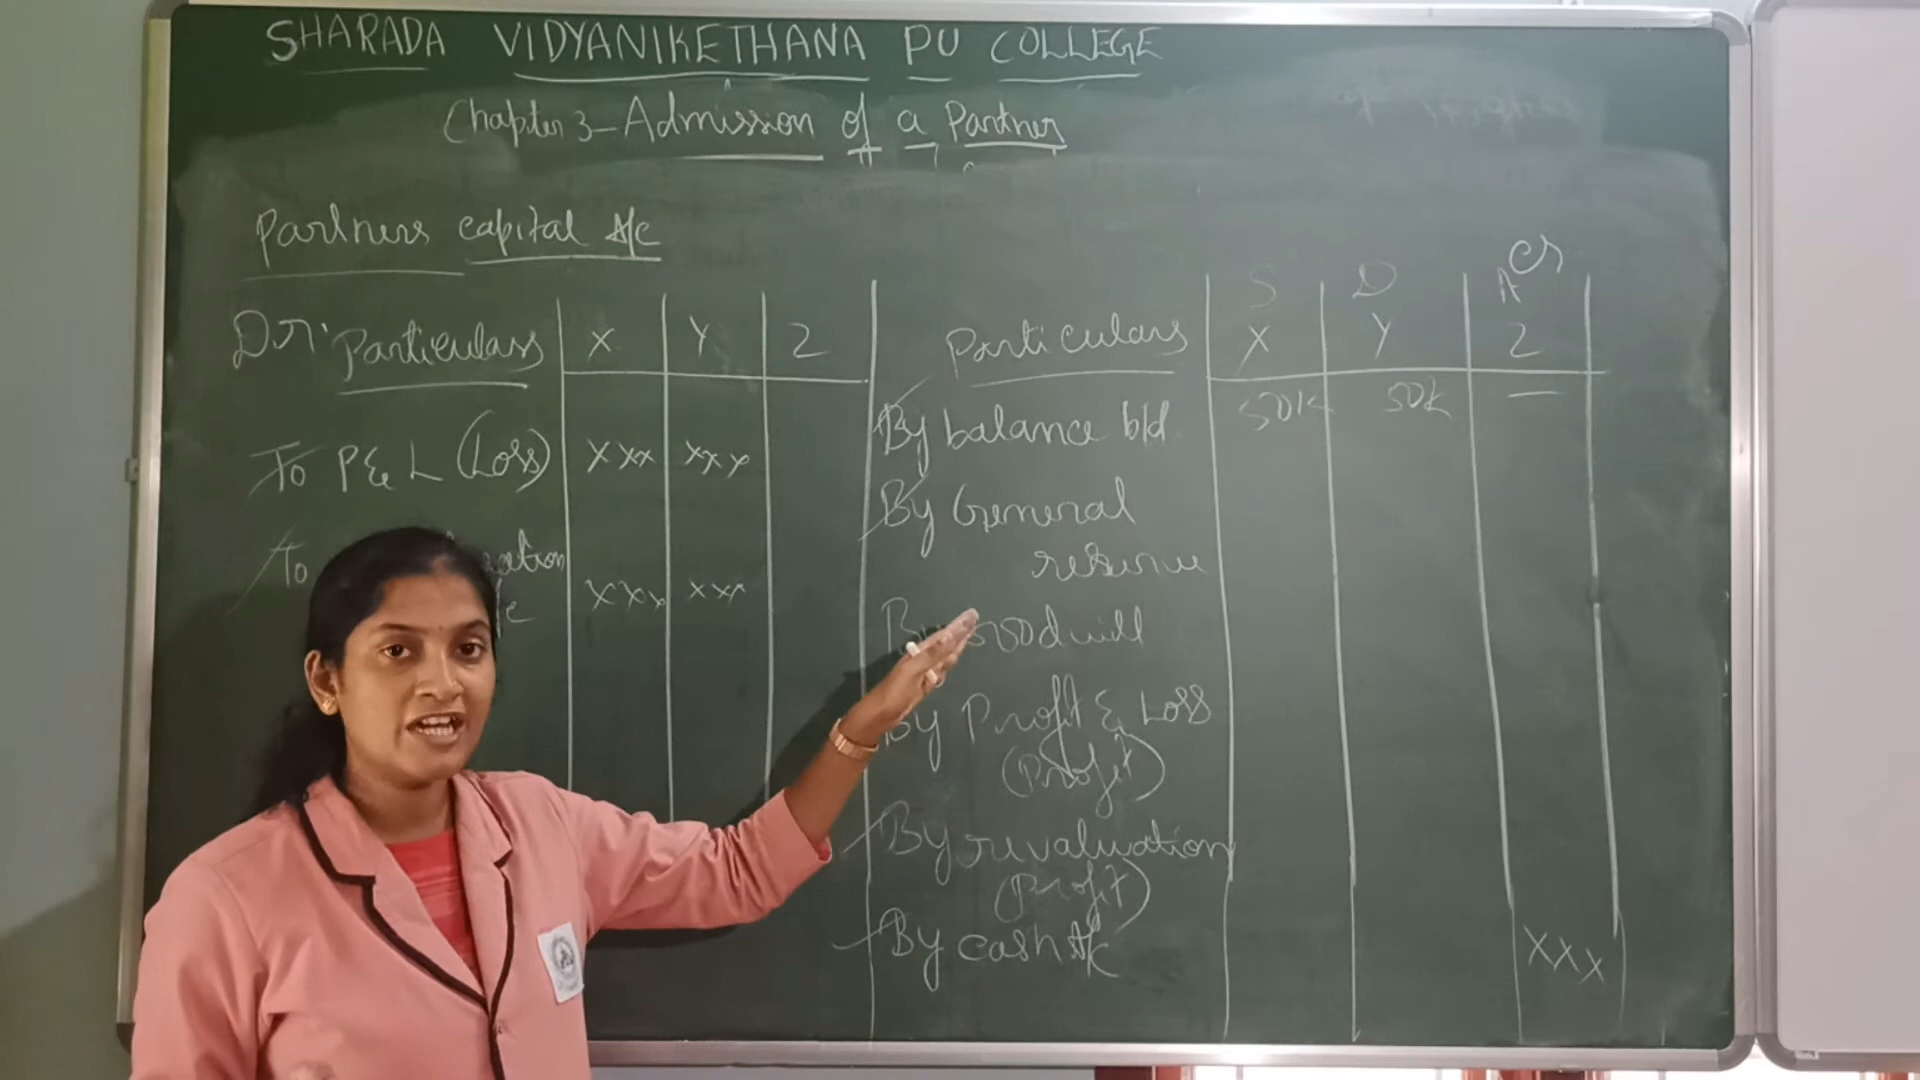 SHARADA VIDYANIKETHANA PU COLLEGE
Chapter 3 - Admission of a Partner
Partners capital A/c
Cr
S D A
Dr. Particulars X Y Z Particulars X Y Z
By balance b/d 50K 50K —
To P & L (Loss) xxx xxx
By General
reserve
To xxx xxx
By Goodwill
By Profit & Loss
(Profit)
By revaluation
(Profit)
By cash A/c XXX